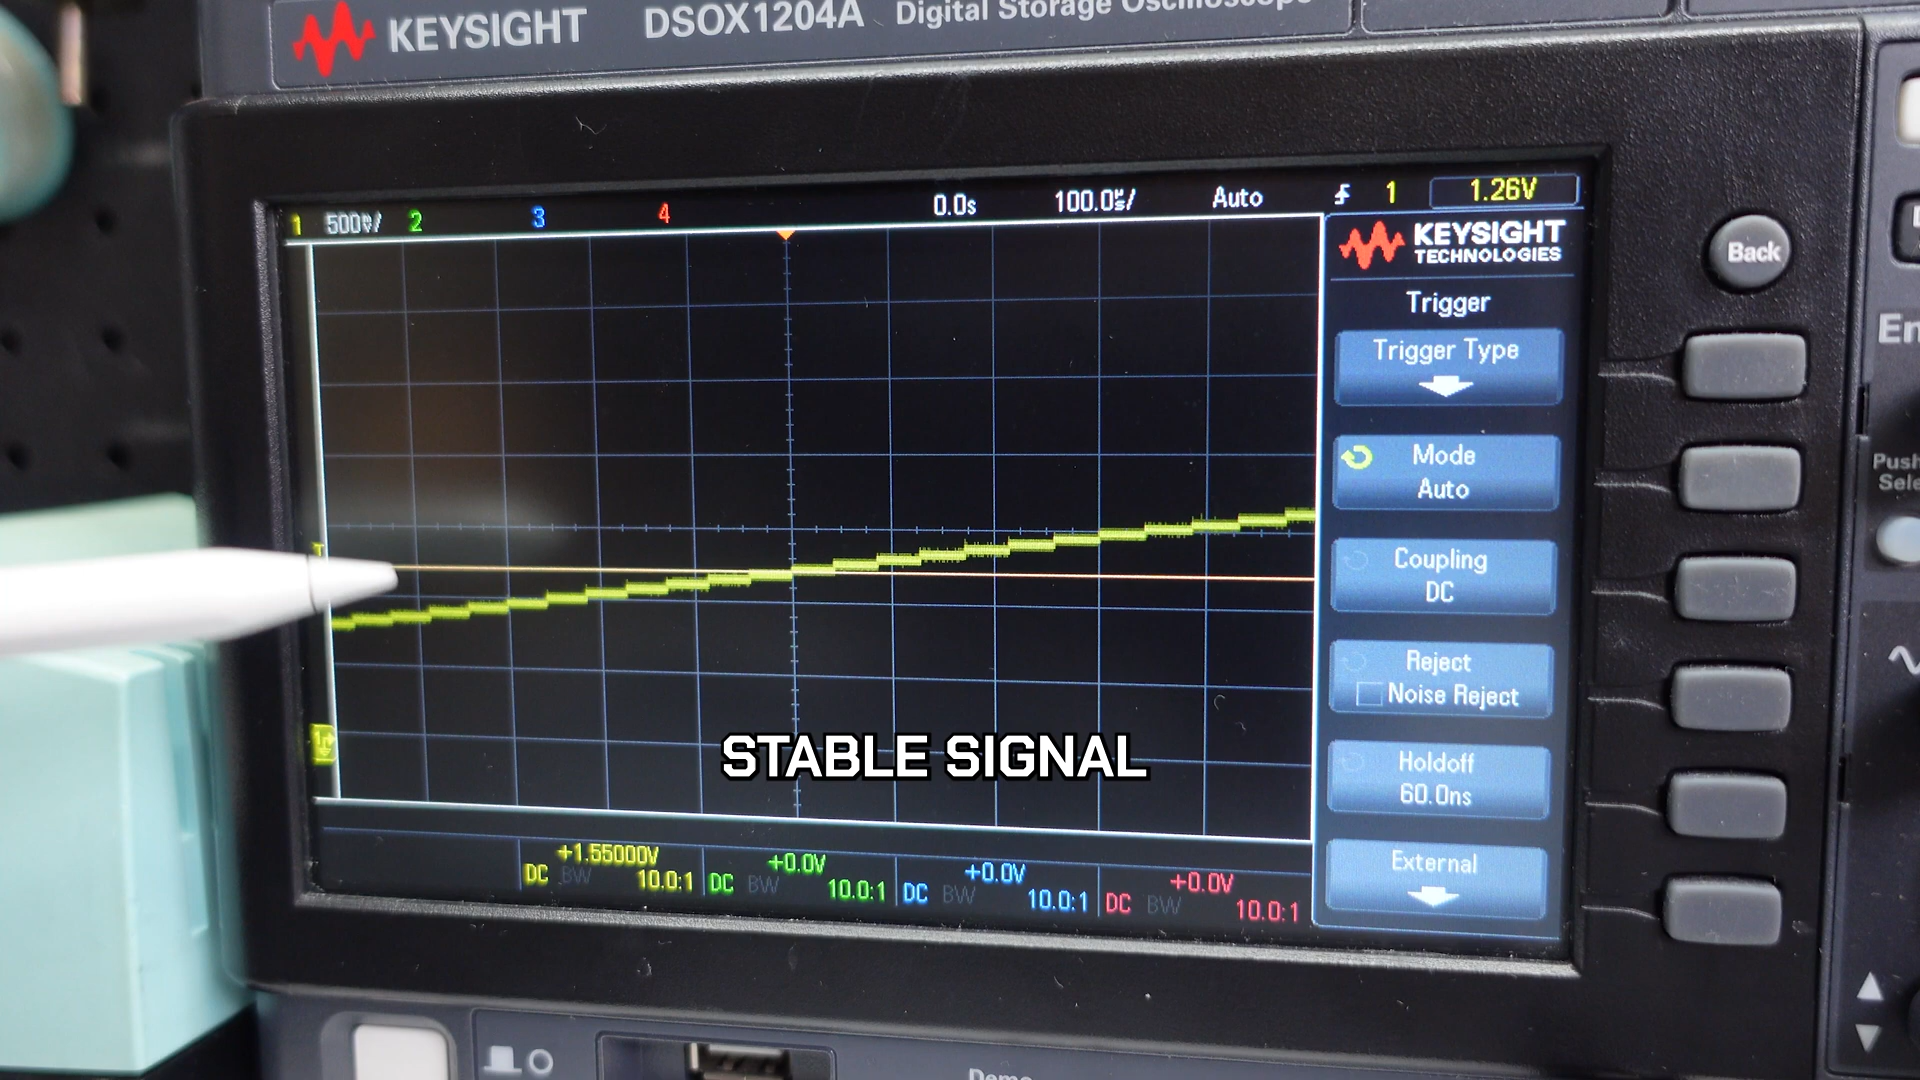 KEYSIGHT DSOX1204A Digital Storage Oscilloscope
1 500mV/ 2 3 4 0.0s 100.0µs/ Auto 1 1.26V
KEYSIGHT
TECHNOLOGIES
Trigger
Trigger Type
Mode
Auto
Coupling
DC
Reject
Noise Reject
Holdoff
60.0ns
External
Back
En
Push
Sele
T
1
STABLE SIGNAL
+1.55000V +0.0V +0.0V +0.0V
DC BW 10.0:1 DC BW 10.0:1 DC BW 10.0:1 DC BW 10.0:1
Demo